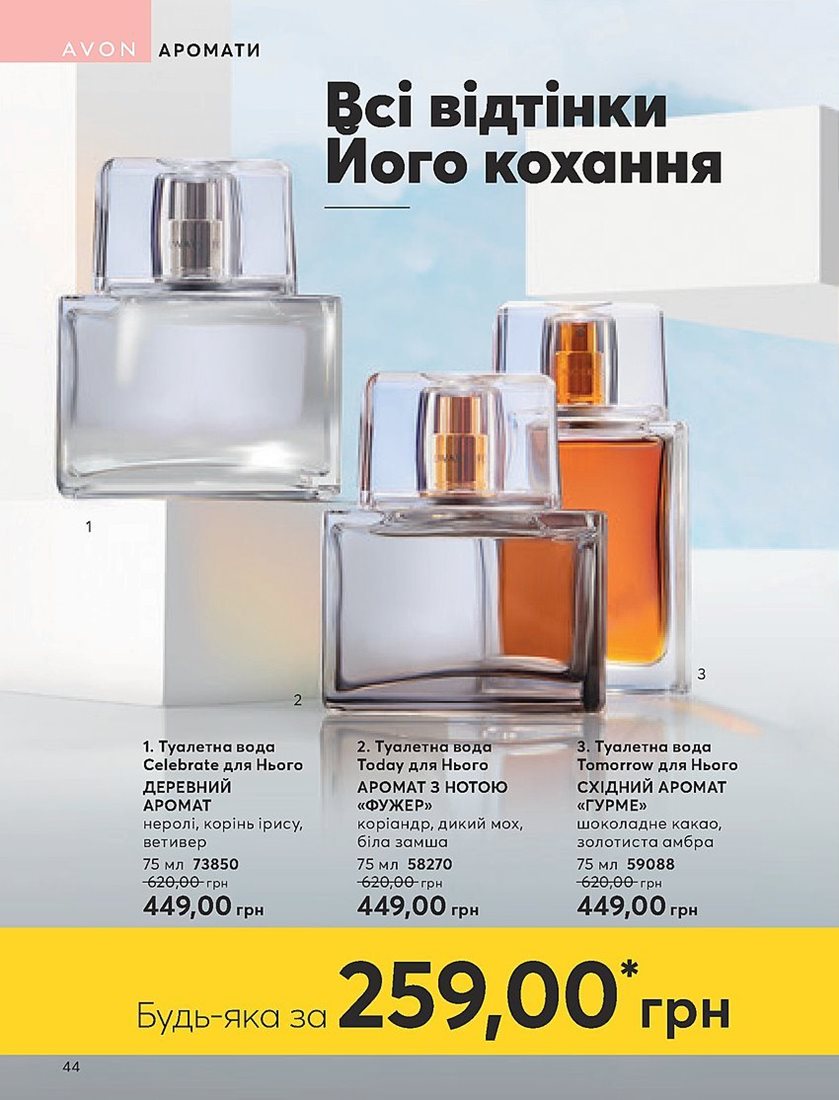 AVON АРОМАТИ
Всі відтінки
Його кохання
1
2
3
1. Туалетна вода
Celebrate для Нього
ДЕРЕВНИЙ
АРОМАТ
неролі, корінь ірису,
ветивер
75 мл 73850
620,00 грн
449,00 грн
2. Туалетна вода
Today для Нього
АРОМАТ З НОТОЮ
«ФУЖЕР»
коріандр, дикий мох,
біла замша
75 мл 58270
620,00 грн
449,00 грн
3. Туалетна вода
Tomorrow для Нього
СХІДНИЙ АРОМАТ
«ГУРМЕ»
шоколадне какао,
золотиста амбра
75 мл 59088
620,00 грн
449,00 грн
Будь-яка за 259,00* грн
44